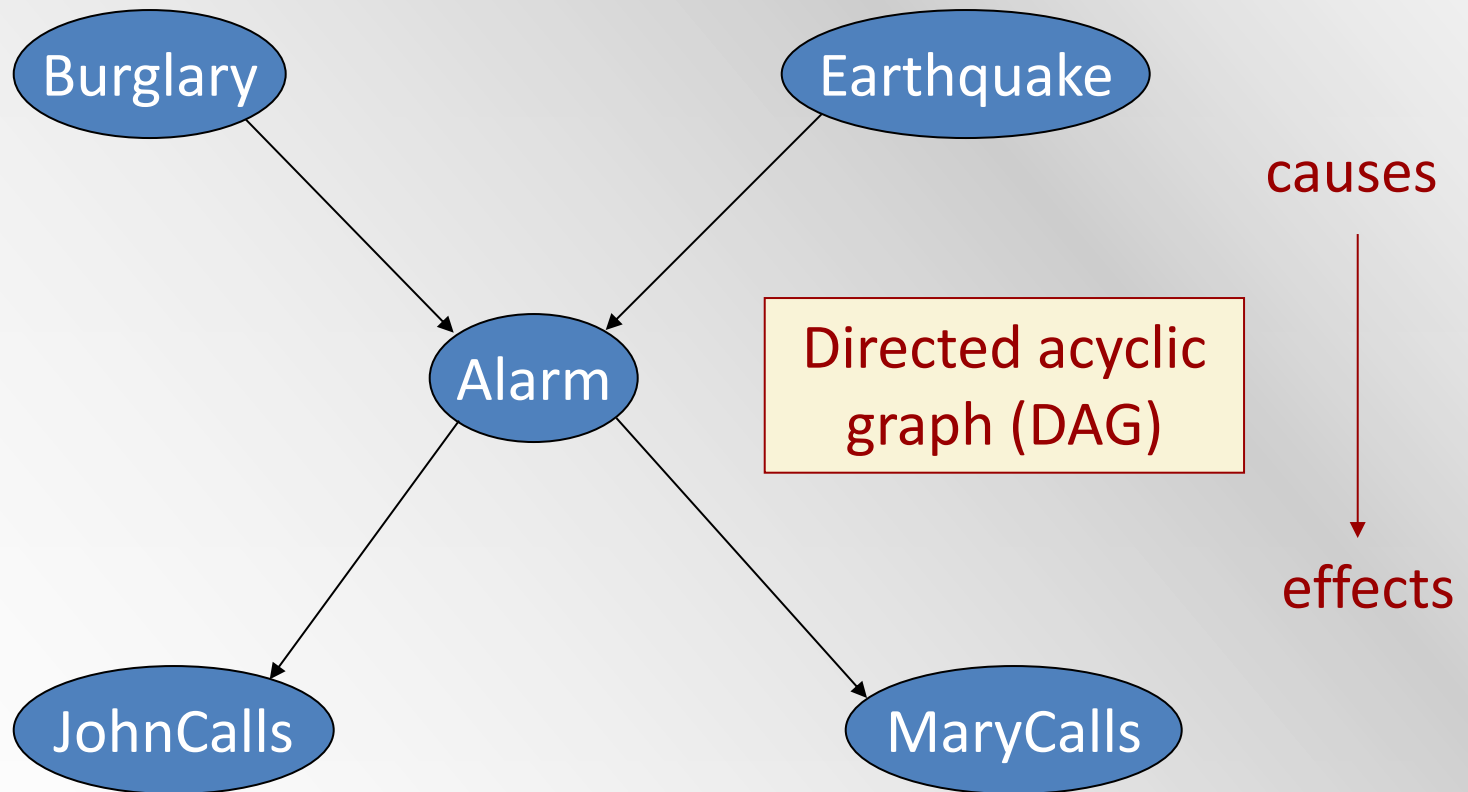 Burglary
Earthquake
causes
Alarm
Directed acyclic
graph (DAG)
effects
JohnCalls
MaryCalls